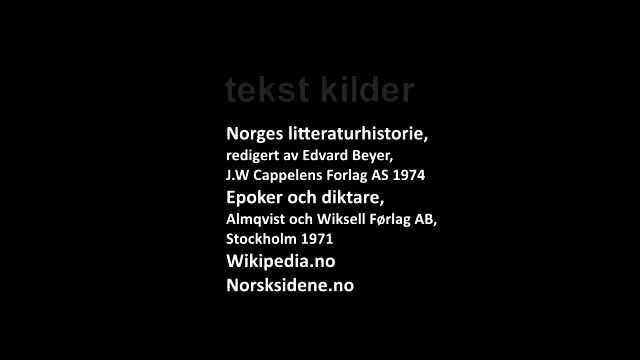 tekst kilder
Norges litteraturhistorie,
redigert av Edvard Beyer,
J.W Cappelens Forlag AS 1974
Epoker och diktare,
Almqvist och Wiksell Førlag AB,
Stockholm 1971
Wikipedia.no
Norsksidene.no